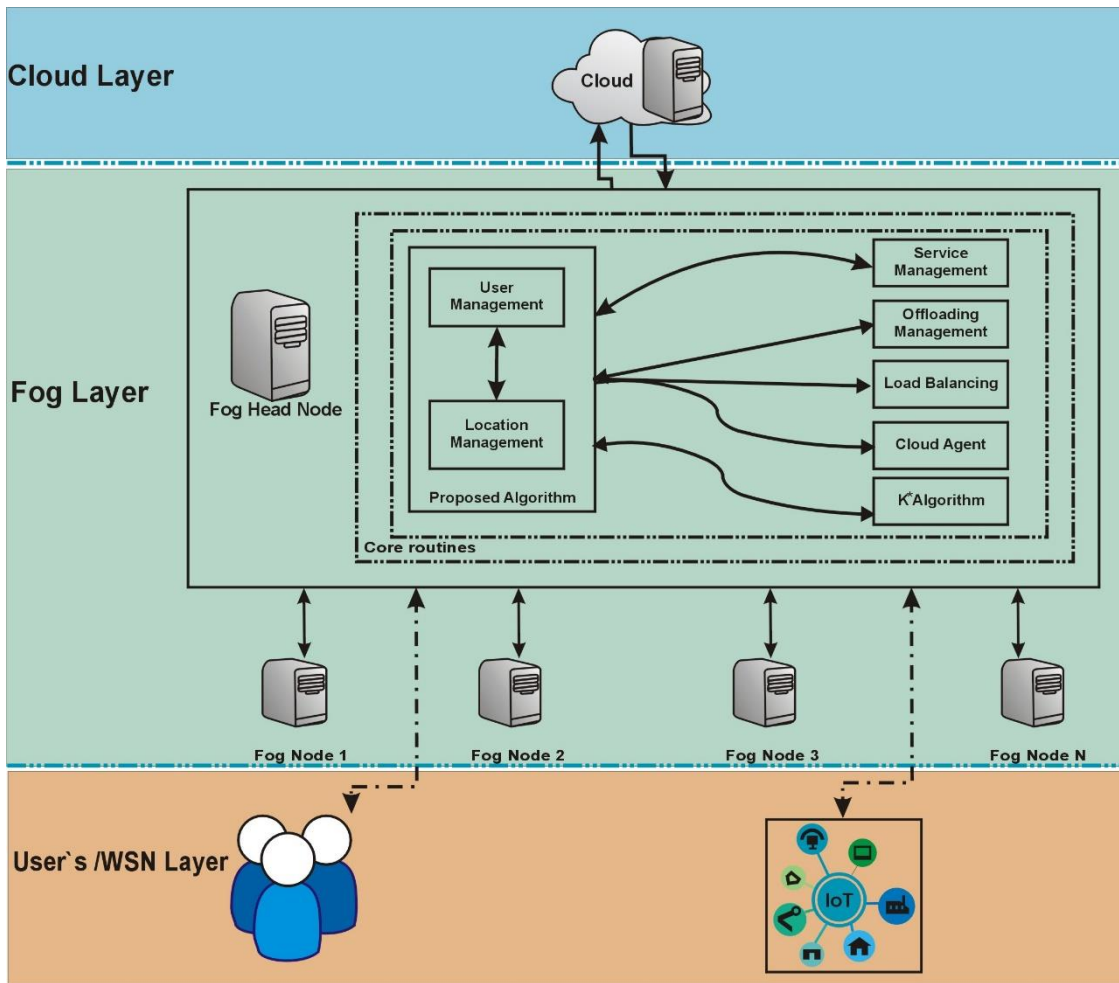 Cloud Layer
Cloud
Fog Layer
Fog Head Node
User
Management
Location
Management
Proposed Algorithm
Core routines
Service
Management
Offloading
Management
Load Balancing
Cloud Agent
K*Algorithm
Fog Node 1
Fog Node 2
Fog Node 3
Fog Node N
User`s /WSN Layer
IoT